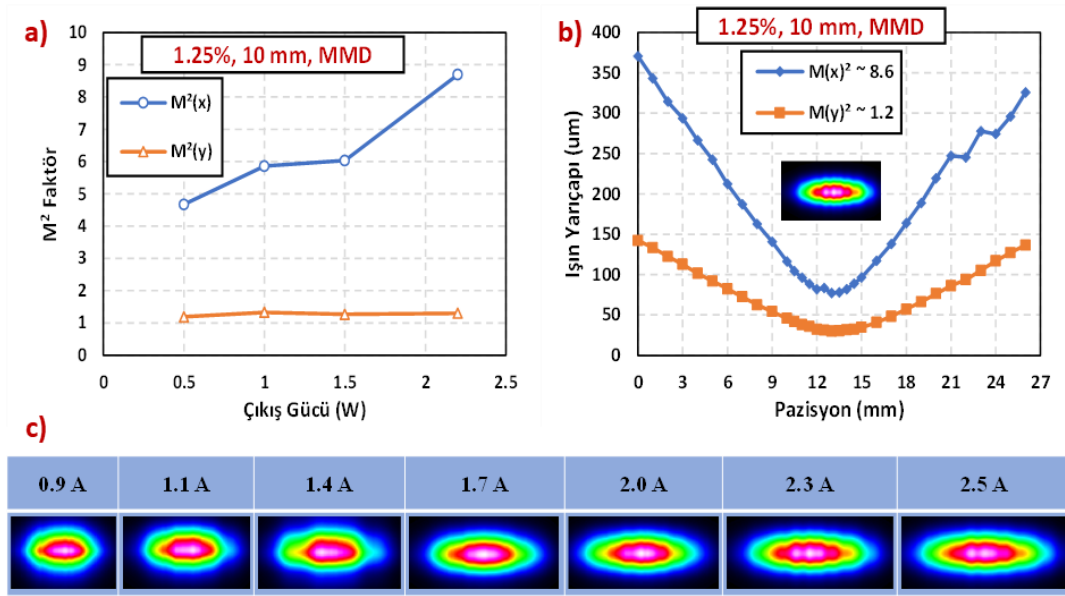 a)
1.25%, 10 mm, MMD
M²(x)
M²(y)
M² Faktör
10
9
8
7
6
5
4
3
2
1
0
0 0.5 1 1.5 2 2.5
Çıkış Gücü (W)
b)
1.25%, 10 mm, MMD
M(x)² ~ 8.6
M(y)² ~ 1.2
Işın Yarıçapı (um)
400
350
300
250
200
150
100
50
0
0 3 6 9 12 15 18 21 24 27
Pazisyon (mm)
c)
0.9 A 1.1 A 1.4 A 1.7 A 2.0 A 2.3 A 2.5 A